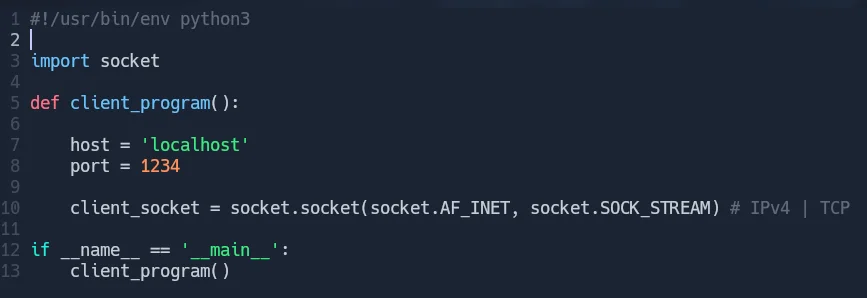 1 #!/usr/bin/env python3
2
3 import socket
4
5 def client_program():
6
7     host = 'localhost'
8     port = 1234
9
10     client_socket = socket.socket(socket.AF_INET, socket.SOCK_STREAM) # IPv4 | TCP
11
12 if __name__ == '__main__':
13     client_program()